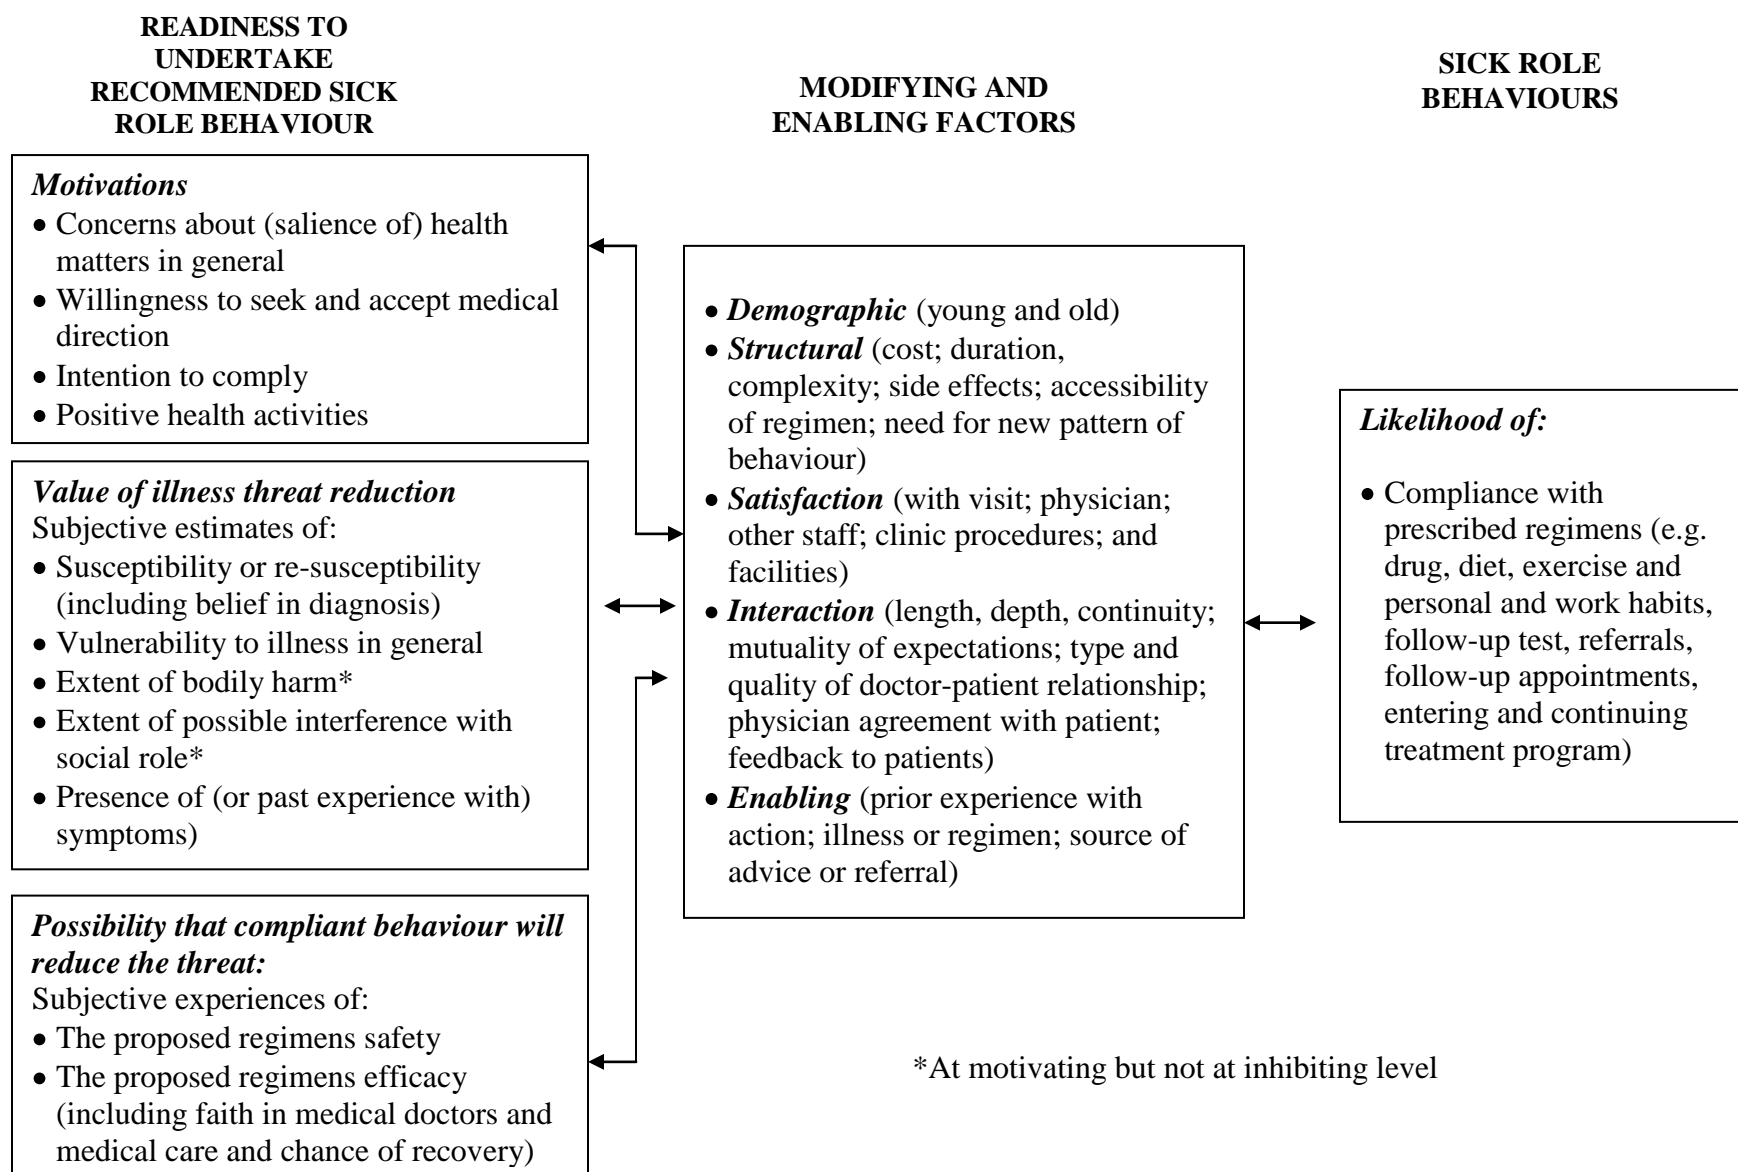 READINESS TO
UNDERTAKE
RECOMMENDED SICK
ROLE BEHAVIOUR
MODIFYING AND
ENABLING FACTORS
SICK ROLE
BEHAVIOURS
Motivations
• Concerns about (salience of) health
matters in general
• Willingness to seek and accept medical
direction
• Intention to comply
• Positive health activities
Value of illness threat reduction
Subjective estimates of:
• Susceptibility or re-susceptibility
(including belief in diagnosis)
• Vulnerability to illness in general
• Extent of bodily harm*
• Extent of possible interference with
social role*
• Presence of (or past experience with)
symptoms)
Possibility that compliant behaviour will
reduce the threat:
Subjective experiences of:
• The proposed regimens safety
• The proposed regimens efficacy
(including faith in medical doctors and
medical care and chance of recovery)
• Demographic (young and old)
• Structural (cost; duration,
complexity; side effects; accessibility
of regimen; need for new pattern of
behaviour)
• Satisfaction (with visit; physician;
other staff; clinic procedures; and
facilities)
• Interaction (length, depth, continuity;
mutuality of expectations; type and
quality of doctor-patient relationship;
physician agreement with patient;
feedback to patients)
• Enabling (prior experience with
action; illness or regimen; source of
advice or referral)
Likelihood of:
• Compliance with
prescribed regimens (e.g.
drug, diet, exercise and
personal and work habits,
follow-up test, referrals,
follow-up appointments,
entering and continuing
treatment program)
*At motivating but not at inhibiting level